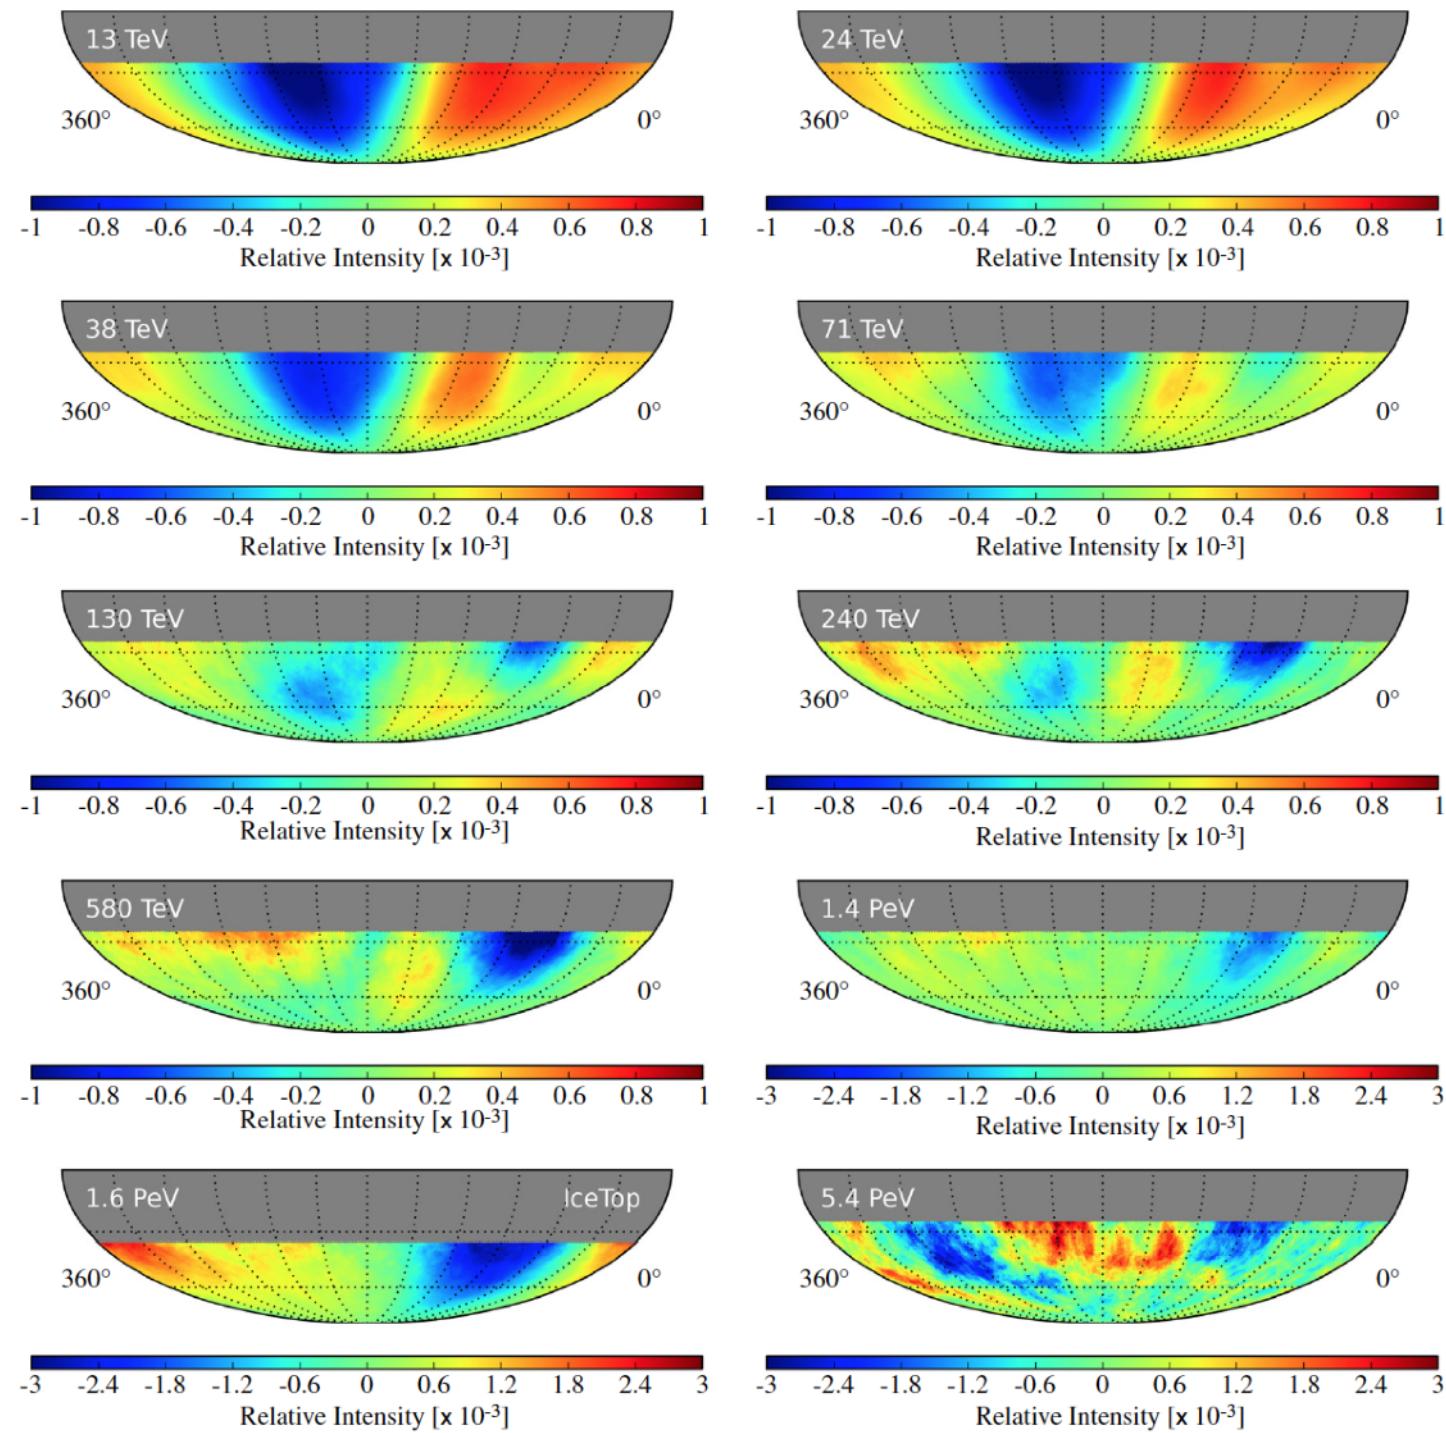 13 TeV
360° 0°
-1 -0.8 -0.6 -0.4 -0.2 0 0.2 0.4 0.6 0.8 1
Relative Intensity [x 10-3]
24 TeV
360° 0°
-1 -0.8 -0.6 -0.4 -0.2 0 0.2 0.4 0.6 0.8 1
Relative Intensity [x 10-3]
38 TeV
360° 0°
-1 -0.8 -0.6 -0.4 -0.2 0 0.2 0.4 0.6 0.8 1
Relative Intensity [x 10-3]
71 TeV
360° 0°
-1 -0.8 -0.6 -0.4 -0.2 0 0.2 0.4 0.6 0.8 1
Relative Intensity [x 10-3]
130 TeV
360° 0°
-1 -0.8 -0.6 -0.4 -0.2 0 0.2 0.4 0.6 0.8 1
Relative Intensity [x 10-3]
240 TeV
360° 0°
-1 -0.8 -0.6 -0.4 -0.2 0 0.2 0.4 0.6 0.8 1
Relative Intensity [x 10-3]
580 TeV
360° 0°
-1 -0.8 -0.6 -0.4 -0.2 0 0.2 0.4 0.6 0.8 1
Relative Intensity [x 10-3]
1.4 PeV
360° 0°
-3 -2.4 -1.8 -1.2 -0.6 0 0.6 1.2 1.8 2.4 3
Relative Intensity [x 10-3]
1.6 PeV IceTop
360° 0°
-3 -2.4 -1.8 -1.2 -0.6 0 0.6 1.2 1.8 2.4 3
Relative Intensity [x 10-3]
5.4 PeV
360° 0°
-3 -2.4 -1.8 -1.2 -0.6 0 0.6 1.2 1.8 2.4 3
Relative Intensity [x 10-3]